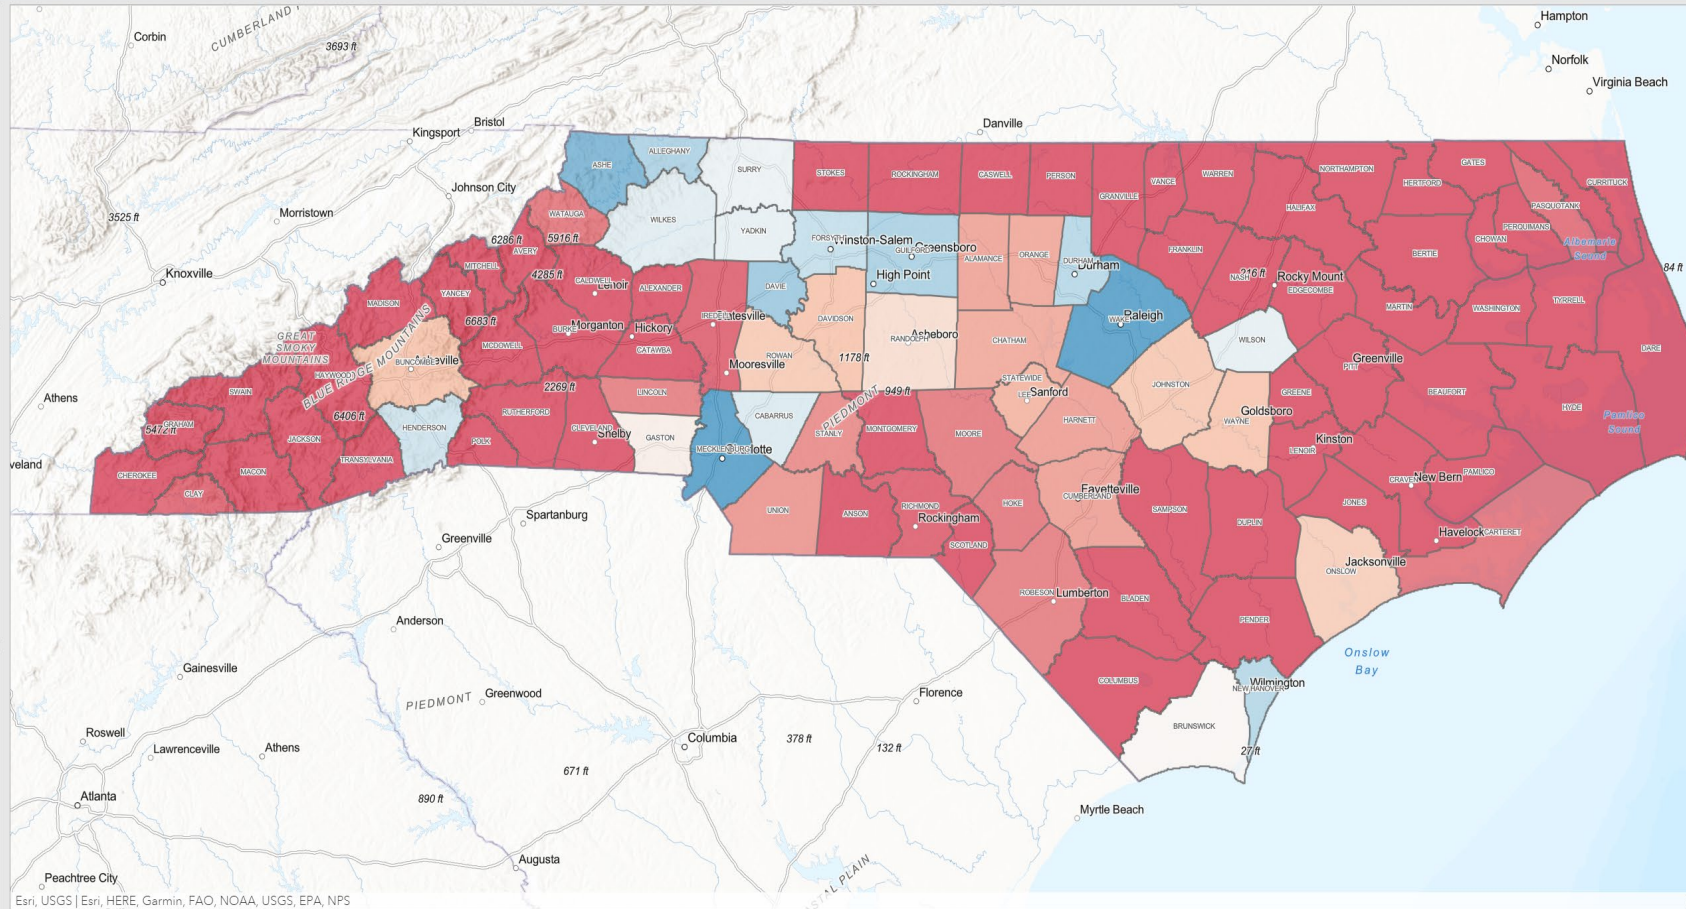 Hampton
Norfolk
Virginia Beach
Corbin
3693 ft
Bristol
Kingsport
Danville
Johnson City
Morristown
3525 ft
Knoxville
Athens
ASHE
ALLEGHANY
SURRY
STOKES
ROCKINGHAM
CASWELL
PERSON
GRANVILLE
VANCE
WARREN
NORTHAMPTON
HERTFORD
GATES
CURRITUCK
PASQUOTANK
PERQUIMANS
CHOWAN
HALIFAX
BERTIE
Albemarle
Sound
84 ft
WATAUGA
5916 ft
6286 ft
AVERY
MITCHELL
4285 ft
WILKES
YADKIN
FORSYTH
Winston-Salem
GUILFORD
Greensboro
High Point
ALAMANCE
ORANGE
DURHAM
Durham
FRANKLIN
NASH
216 ft
Rocky Mount
EDGECOMBE
MARTIN
WASHINGTON
TYRRELL
DARE
MADISON
YANCEY
6683 ft
CALDWELL
Lenoir
ALEXANDER
IREDELL
Statesville
DAVIE
DAVIDSON
RANDOLPH
Asheboro
CHATHAM
WAKE
Raleigh
WILSON
Greenville
PITT
GREAT
SMOKY
MOUNTAINS
BLUE RIDGE MOUNTAINS
HAYWOOD
BUNCOMBE
Asheville
MCDOWELL
BURKE
Morganton
Hickory
CATAWBA
Mooresville
ROWAN
1178 ft
949 ft
PIEDMONT
STATEWIDE
LEE
Sanford
JOHNSTON
WAYNE
Goldsboro
GREENE
BEAUFORT
HYDE
Pamlico
Sound
SWAIN
GRAHAM
5472 ft
6406 ft
JACKSON
HENDERSON
2269 ft
RUTHERFORD
CLEVELAND
Shelby
LINCOLN
GASTON
MECKLENBURG
CABARRUS
STANLY
MONTGOMERY
MOORE
HARNETT
LENOIR
Kinston
CRAVEN
New Bern
PAMLICO
veland
CHEROKEE
CLAY
MACON
TRANSYLVANIA
POLK
UNION
ANSON
RICHMOND
Rockingham
SCOTLAND
HOKE
CUMBERLAND
Fayetteville
SAMPSON
DUPLIN
JONES
Havelock
CARTERET
ONSLOW
Jacksonville
Spartanburg
Greenville
ROBESON
Lumberton
BLADEN
PENDER
Anderson
Onslow
Bay
Gainesville
PIEDMONT
Greenwood
Florence
COLUMBUS
NEW HANOVER
Wilmington
BRUNSWICK
27 ft
Roswell
Lawrenceville
Athens
Columbia
378 ft
132 ft
671 ft
Atlanta
890 ft
Myrtle Beach
Augusta
Peachtree City
Esri, USGS | Esri, HERE, Garmin, FAO, NOAA, USGS, EPA, NPS